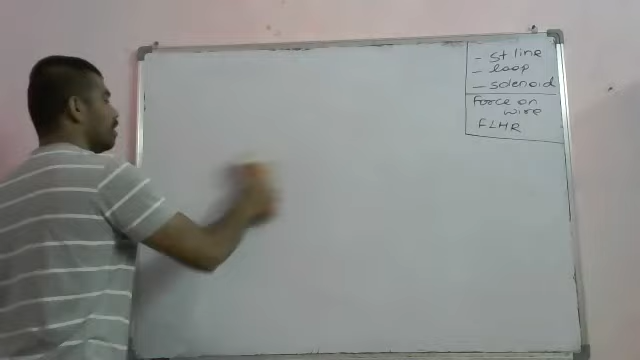 - st line
- loop
- solenoid
Force on
wire
FLHR